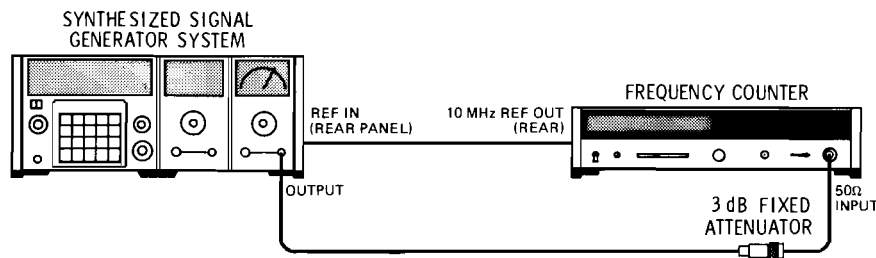 SYNTHESIZED SIGNAL
GENERATOR SYSTEM
REF IN
(REAR PANEL)
10 MHz REF OUT
(REAR)
FREQUENCY COUNTER
OUTPUT
50Ω
INPUT
3 dB FIXED
ATTENUATOR